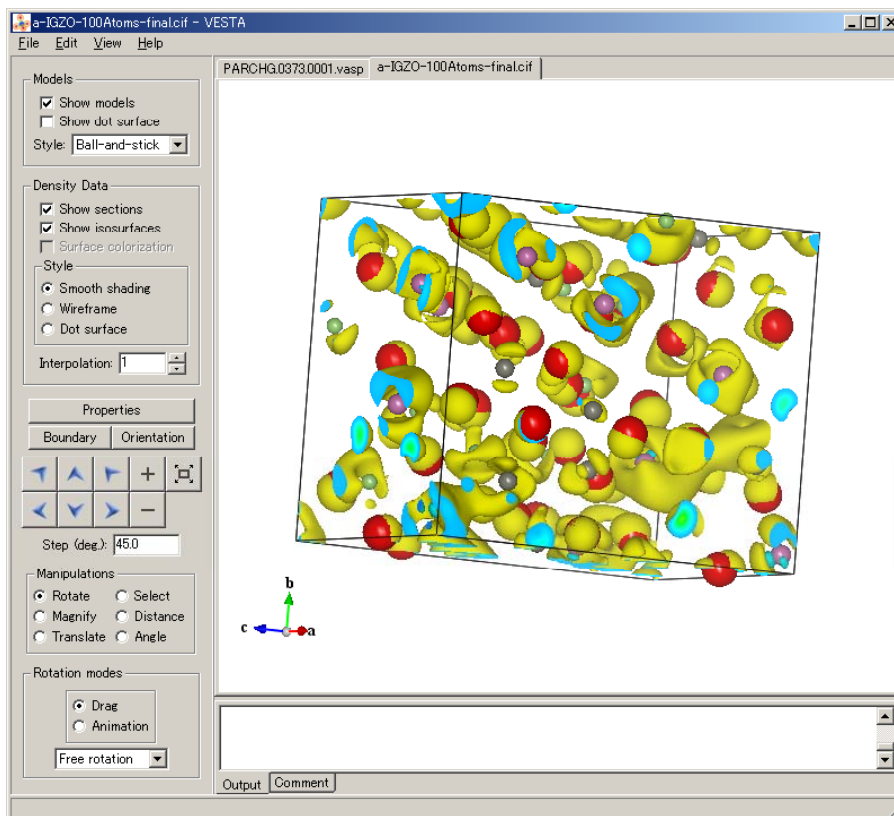 a-IGZO-100Atoms-final.cif - VESTA
File Edit View Help
PARCHG.0373.0001.vasp a-IGZO-100Atoms-final.cif
Models
Show models
Show dot surface
Style: Ball-and-stick
Density Data
Show sections
Show isosurfaces
Surface colorization
Style
Smooth shading
Wireframe
Dot surface
Interpolation: 1
Properties
Boundary Orientation
Step (deg.): 45.0
Manipulations
Rotate Select
Magnify Distance
Translate Angle
b
c a
Rotation modes
Drag
Animation
Free rotation
Output Comment